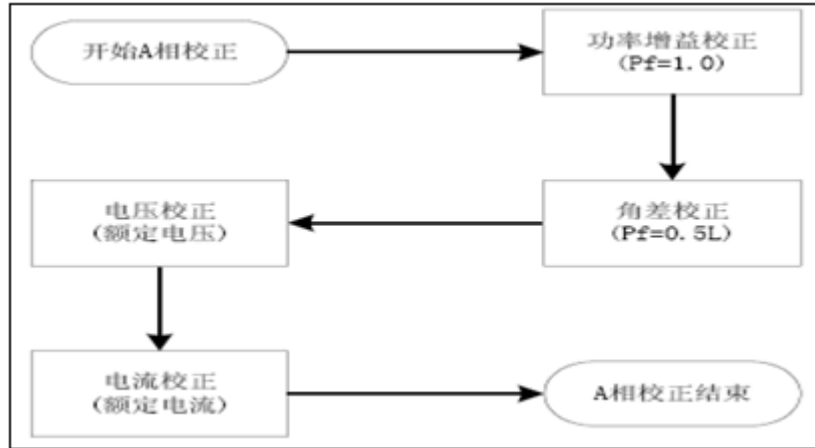 开始A相校正
功率增益校正
(Pf=1.0)
角差校正
(Pf=0.5L)
电压校正
(额定电压)
电流校正
(额定电流)
A相校正结束